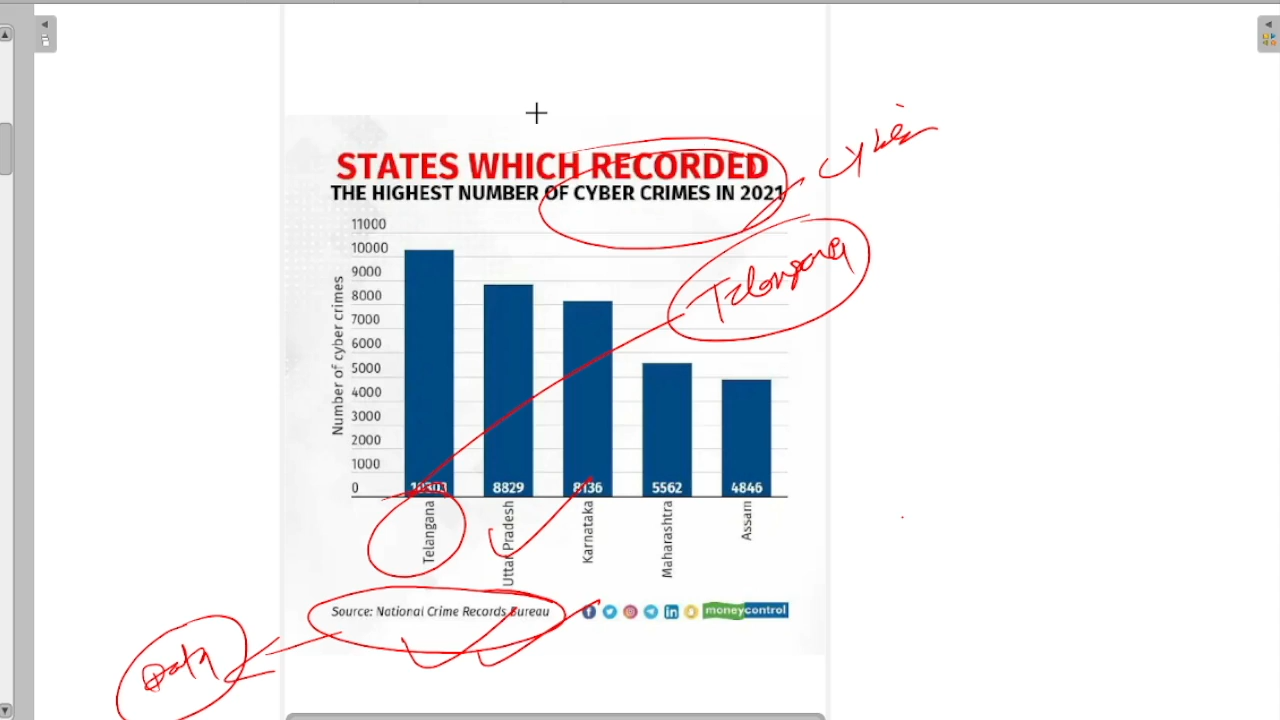 STATES WHICH RECORDED
THE HIGHEST NUMBER OF CYBER CRIMES IN 2021
Cyber
Telangana
Number of cyber crimes
11000
10000
9000
8000
7000
6000
5000
4000
3000
2000
1000
0
10303 8829 8136 5562 4846
Telangana
Uttar Pradesh
Karnataka
Maharashtra
Assam
Source: National Crime Records Bureau
moneycontrol
Data